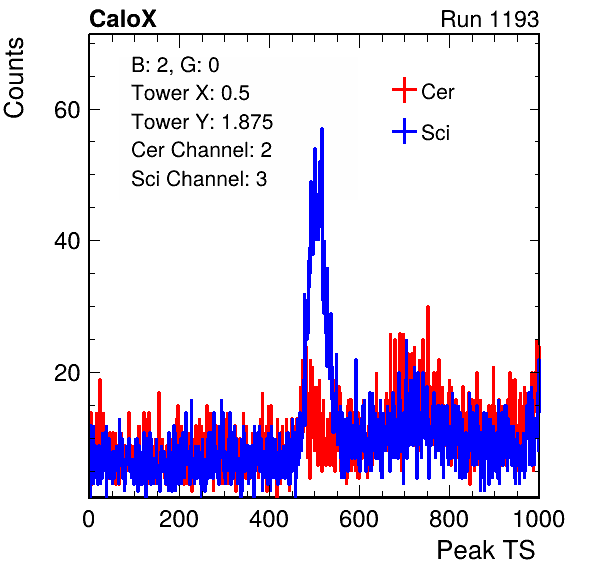 CaloX Run 1193
Counts
B: 2, G: 0
Tower X: 0.5
Tower Y: 1.875
Cer Channel: 2
Sci Channel: 3
Cer
Sci
60
40
20
0 200 400 600 800 1000
Peak TS